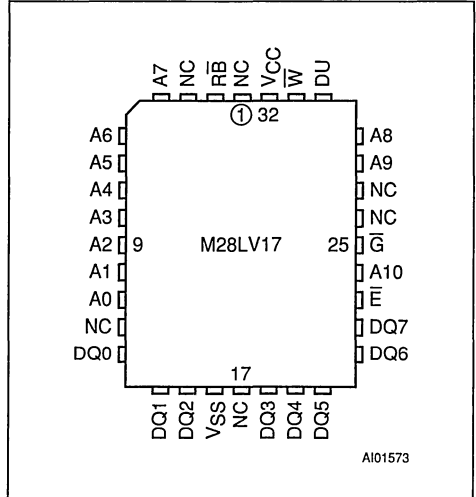 A7 NC R̅B̅ NC VCC W̅ DU
① 32
A6 A8
A5 A9
A4 NC
A3 NC
A2 9 M28LV17 25 G̅
A1 A10
A0 E̅
NC DQ7
DQ0 DQ6
17
DQ1 DQ2 VSS NC DQ3 DQ4 DQ5
AI01573